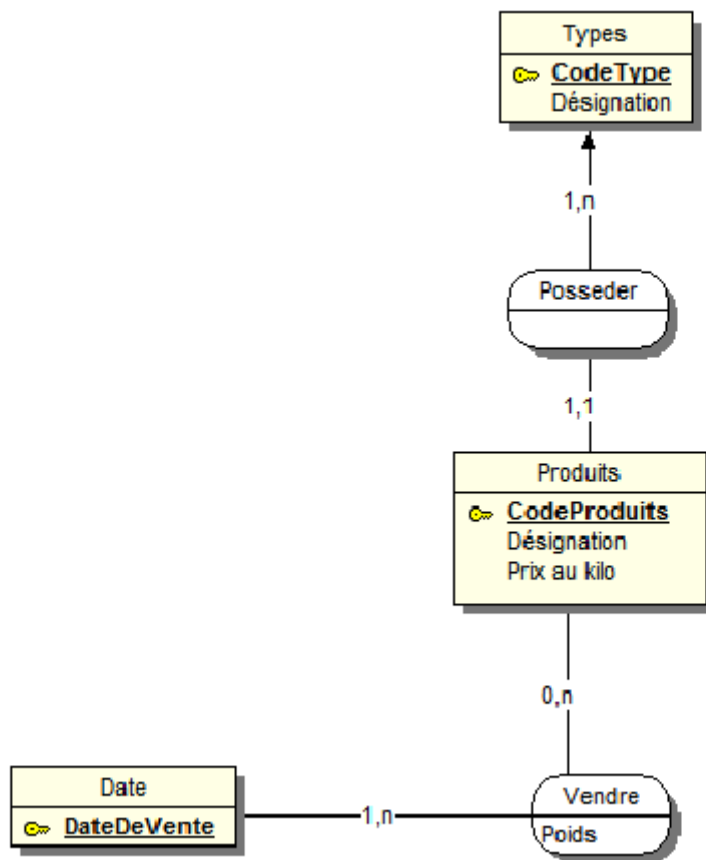 Types
CodeType
Désignation
1,n
Posseder
1,1
Produits
CodeProduits
Désignation
Prix au kilo
0,n
Date
DateDeVente
1,n
Vendre
Poids